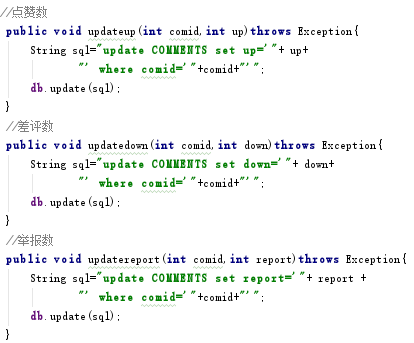 //点赞数
public void updateup(int comid,int up)throws Exception{
String sql="update COMMENTS set up='"+ up+
"' where comid='"+comid+"'";
db.update(sql);
}
//差评数
public void updatedown(int comid,int down)throws Exception{
String sql="update COMMENTS set down='"+ down+
"' where comid='"+comid+"'";
db.update(sql);
}
//举报数
public void updatereport(int comid,int report)throws Exception{
String sql="update COMMENTS set report='"+ report +
"' where comid='"+comid+"'";
db.update(sql);
}